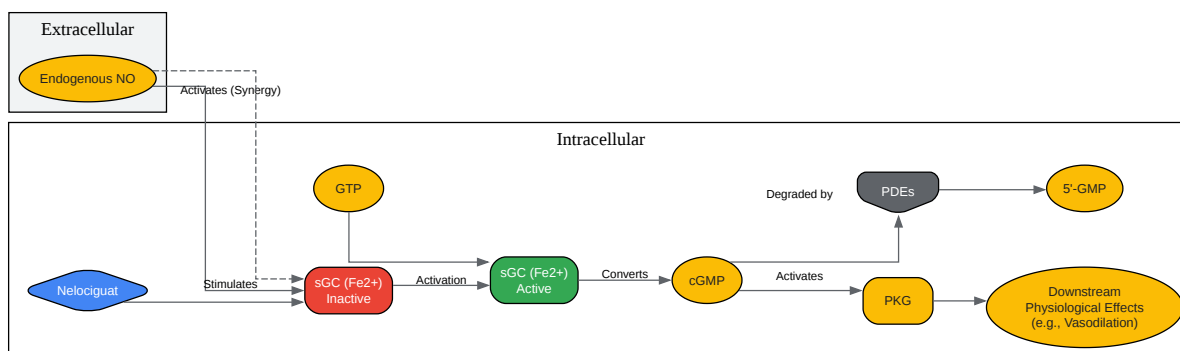 Extracellular
Endogenous NO
Activates (Synergy)
Intracellular
GTP
Degraded by
PDEs
5'-GMP
Nelociguat
Stimulates
sGC (Fe2+)
Inactive
Activation
sGC (Fe2+)
Active
Converts
cGMP
Activates
PKG
Downstream
Physiological Effects
(e.g., Vasodilation)